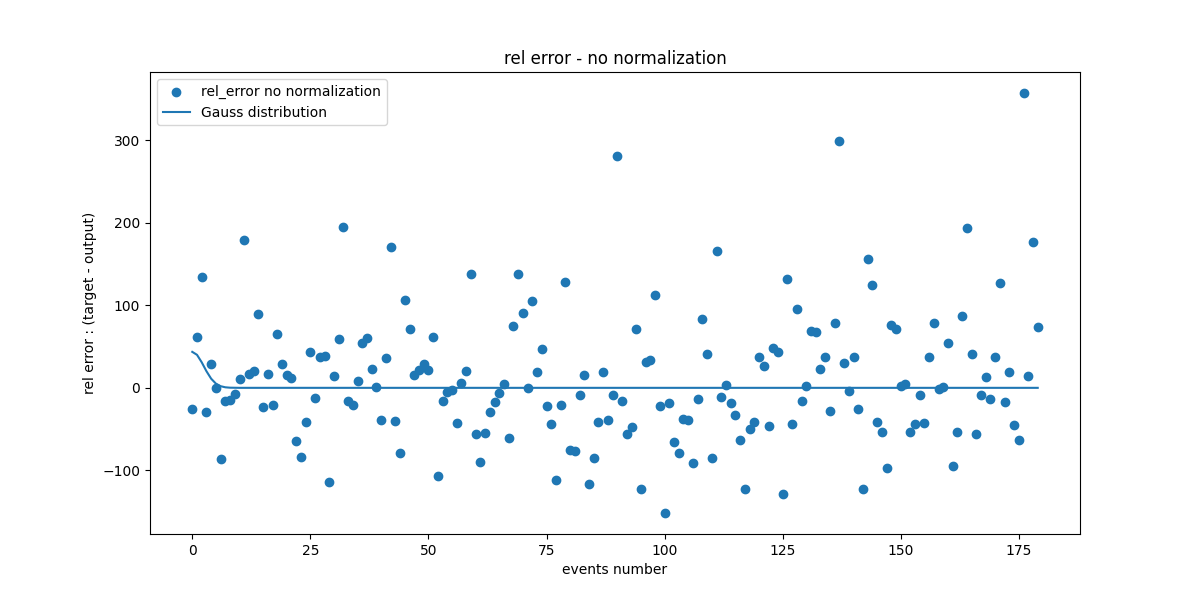 rel error - no normalization
rel_error no normalization
Gauss distribution
rel error : (target - output)
300
200
100
0
−100
0 25 50 75 100 125 150 175
events number